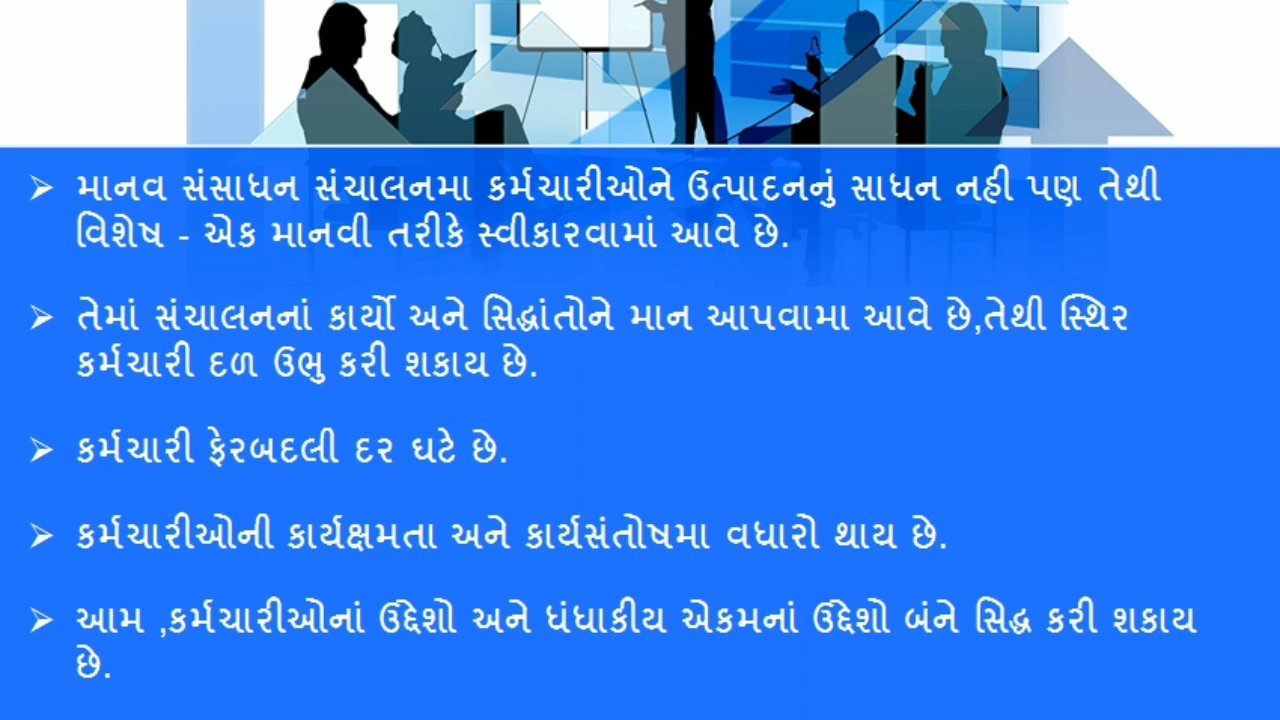 ➢ માનવ સંસાધન સંચાલનમા કર્મચારીઓને ઉત્પાદનનું સાધન નહી પણ તેથી
વિશેષ - એક માનવી તરીકે સ્વીકારવામાં આવે છે.
➢ તેમાં સંચાલનનાં કાર્યો અને સિદ્ધાંતોને માન આપવામા આવે છે,તેથી સ્થિર
કર્મચારી દળ ઉભુ કરી શકાય છે.
➢ કર્મચારી ફેરબદલી દર ઘટે છે.
➢ કર્મચારીઓની કાર્યક્ષમતા અને કાર્યસંતોષમા વધારો થાય છે.
➢ આમ ,કર્મચારીઓનાં ઉદ્દેશો અને ધંધાકીય એકમનાં ઉદ્દેશો બંને સિદ્ધ કરી શકાય
છે.